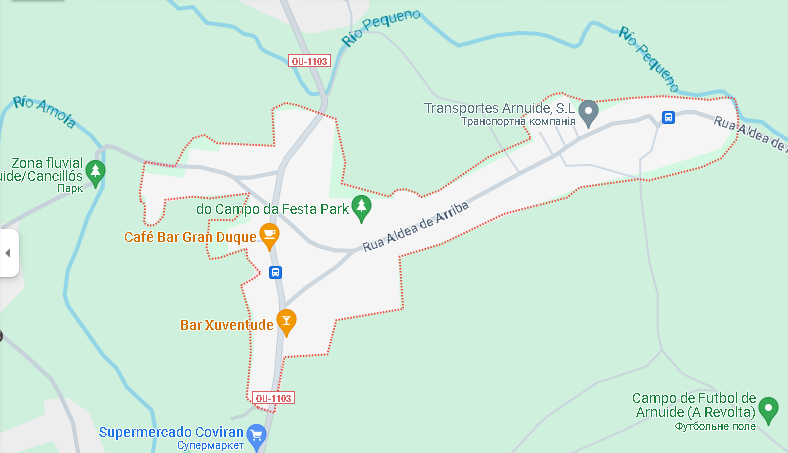 Río Pequeno
OU-1103
Río Pequeno
Río Arnoia
Transportes Arnuide, S.L
Транспортна компанія
Rua Aldea de A
Zona fluvial
uide/Cancillós
Парк
do Campo da Festa Park
Rua Aldea de Arriba
Café Bar Gran Duque
Bar Xuventude
OU-1103
Campo de Futbol de
Arnuide (A Revolta)
Футбольне поле
Supermercado Coviran
Супермаркет